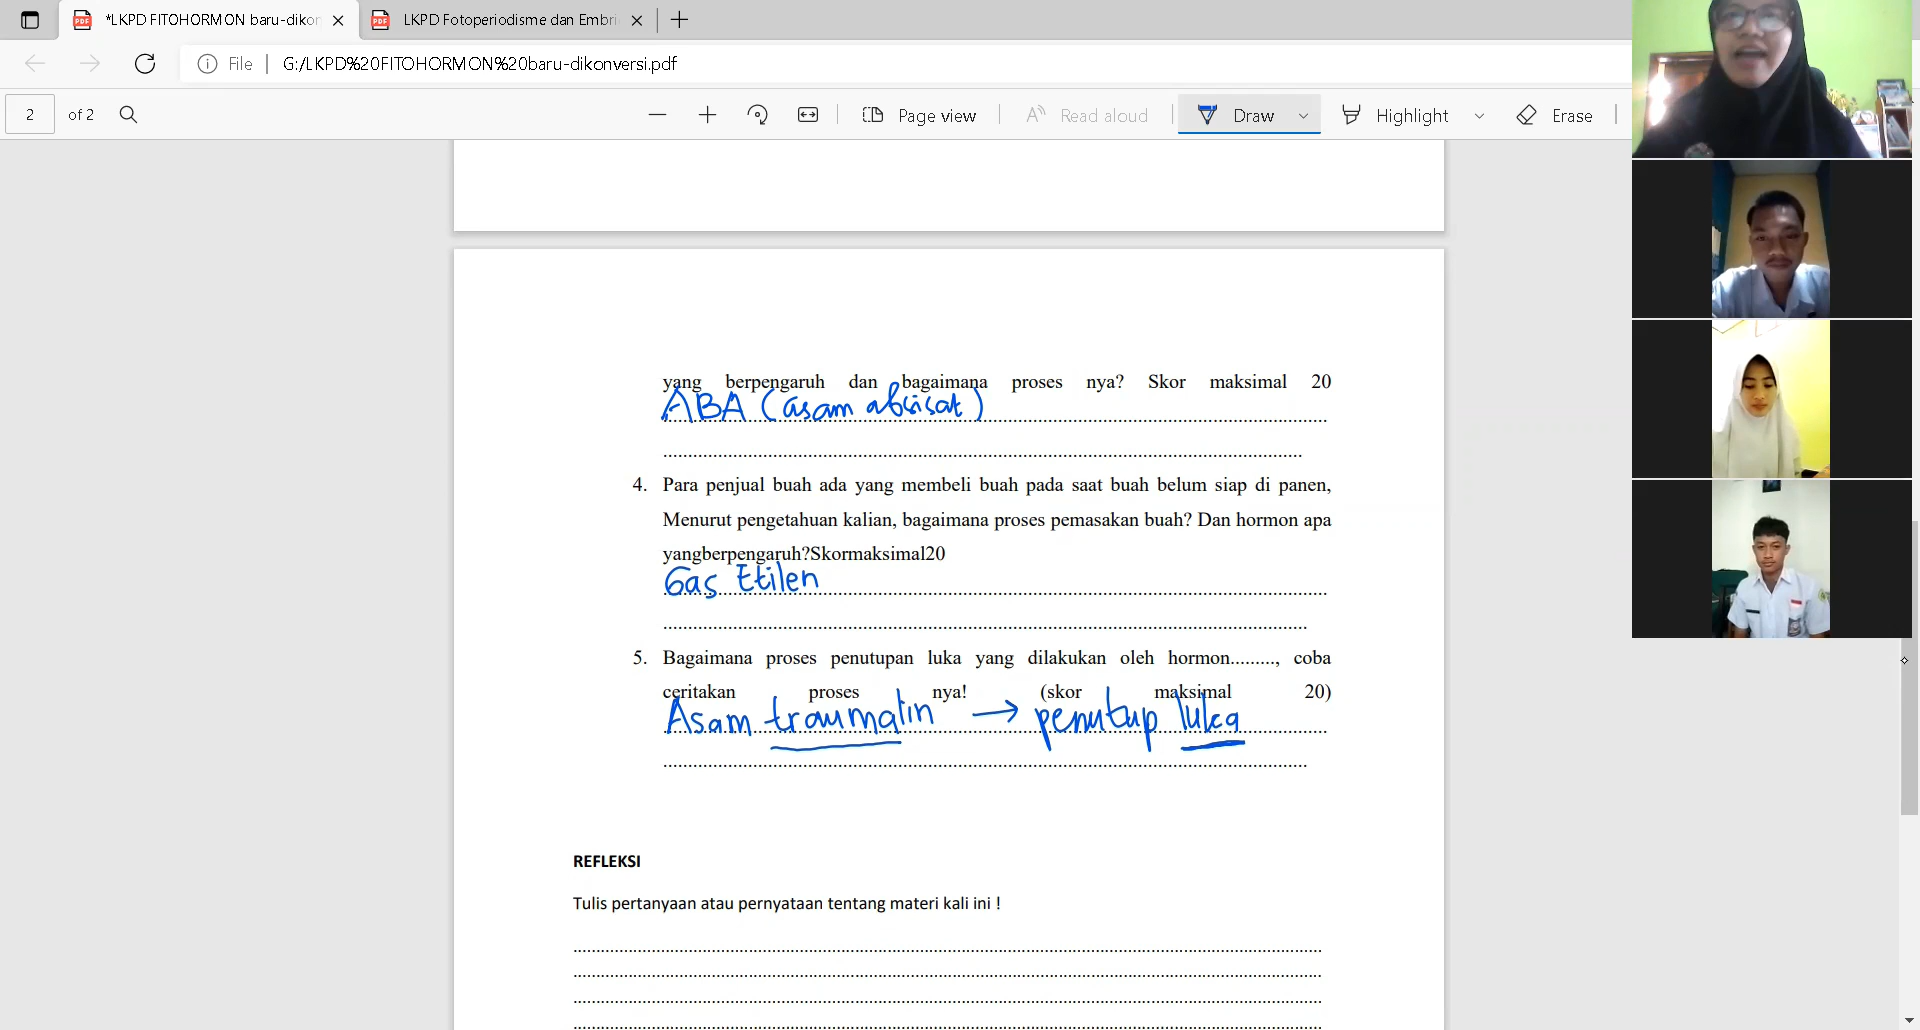 *LKPD FITOHORMON baru-dikon
LKPD Fotoperiodisme dan Embri
File
G:/LKPD%20FITOHORMON%20baru-dikonversi.pdf
2 of 2
Page view
Read aloud
Draw
Highlight
Erase
yang berpengaruh dan bagaimana proses nya? Skor maksimal 20
ABA (asam absisat)
4. Para penjual buah ada yang membeli buah pada saat buah belum siap di panen,
Menurut pengetahuan kalian, bagaimana proses pemasakan buah? Dan hormon apa
yangberpengaruh?Skormaksimal20
Gas Etilen
5. Bagaimana proses penutupan luka yang dilakukan oleh hormon........., coba
ceritakan proses nya! (skor maksimal 20)
Asam traumalin → penutup luka
REFLEKSI
Tulis pertanyaan atau pernyataan tentang materi kali ini !